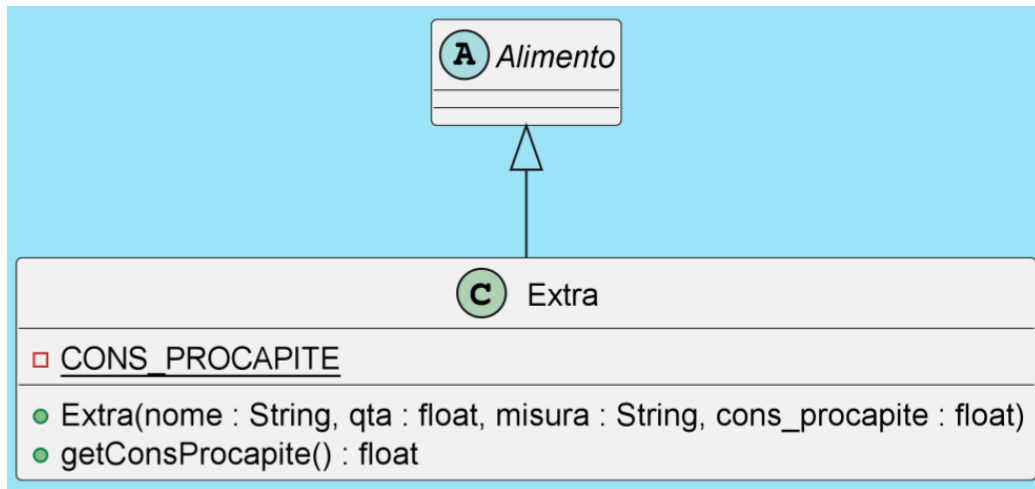 A Alimento
C Extra
CONS_PROCAPITE
Extra(nome : String, qta : float, misura : String, cons_procapite : float)
getConsProcapite() : float